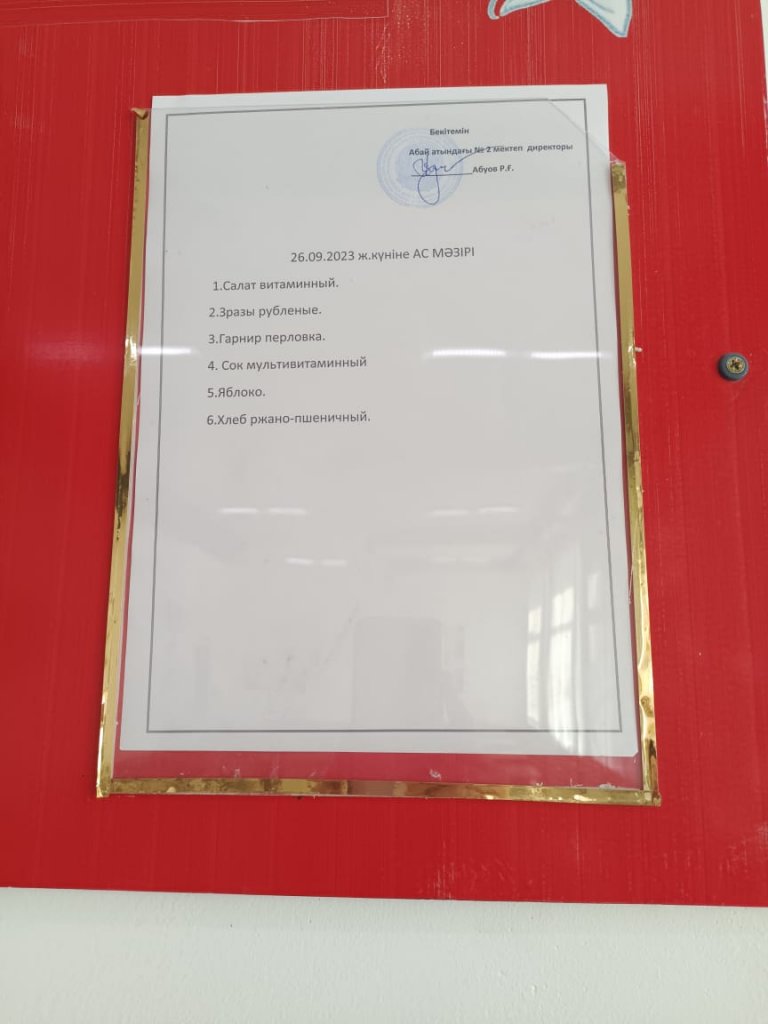 Бекітемін
Абай атындағы № 2 мектеп директоры
Абуов Р.Ғ.
26.09.2023 ж.күніне АС МӘЗІРІ
1.Салат витаминный.
2.Зразы рубленые.
3.Гарнир перловка.
4. Сок мультивитаминный
5.Яблоко.
6.Хлеб ржано-пшеничный.